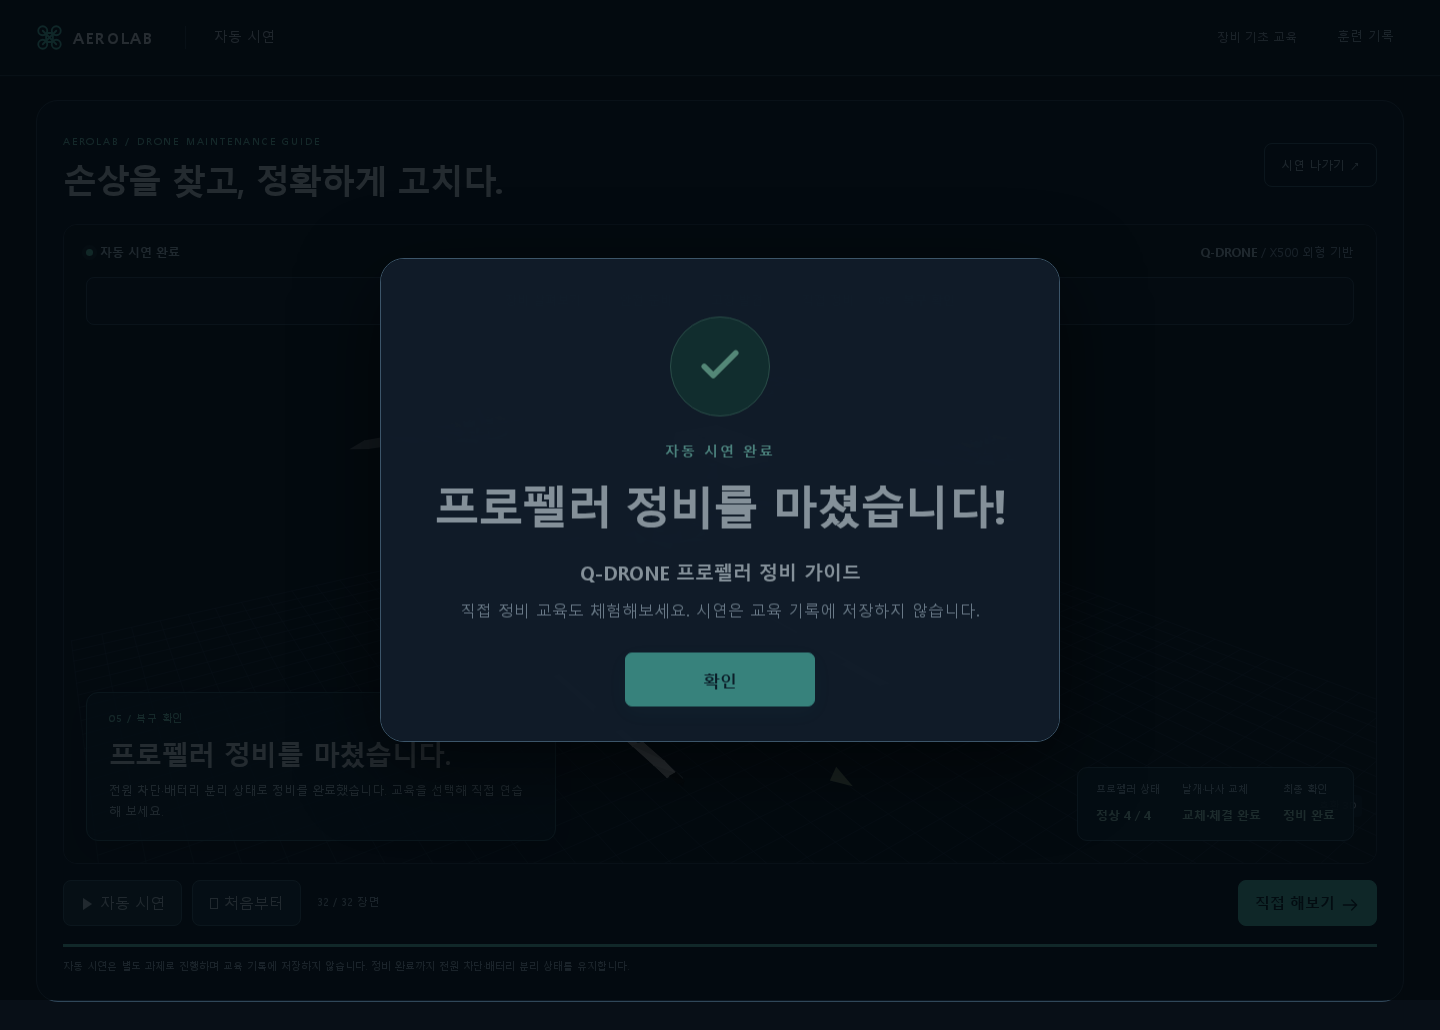 AEROLAB
자동 시연
장비 기초 교육
훈련 기록
AEROLAB / DRONE MAINTENANCE GUIDE
손상을 찾고, 정확하게 고치다.
시연 나가기 ↗
자동 시연 완료
Q-DRONE / X500 외형 기반
자동 시연 완료
프로펠러 정비를 마쳤습니다!
Q-DRONE 프로펠러 정비 가이드
직접 정비 교육도 체험해보세요. 시연은 교육 기록에 저장하지 않습니다.
확인
05 / 복구 확인
프로펠러 정비를 마쳤습니다.
전원 차단·배터리 분리 상태로 정비를 완료했습니다. 교육을 선택해 직접 연습
해 보세요.
프로펠러 상태
날개·나사 교체
최종 확인
정상 4 / 4
교체·체결 완료
정비 완료
자동 시연
처음부터
32 / 32 장면
직접 해보기 →
자동 시연은 별도 과제로 진행하며 교육 기록에 저장하지 않습니다. 정비 완료까지 전원 차단·배터리 분리 상태를 유지합니다.